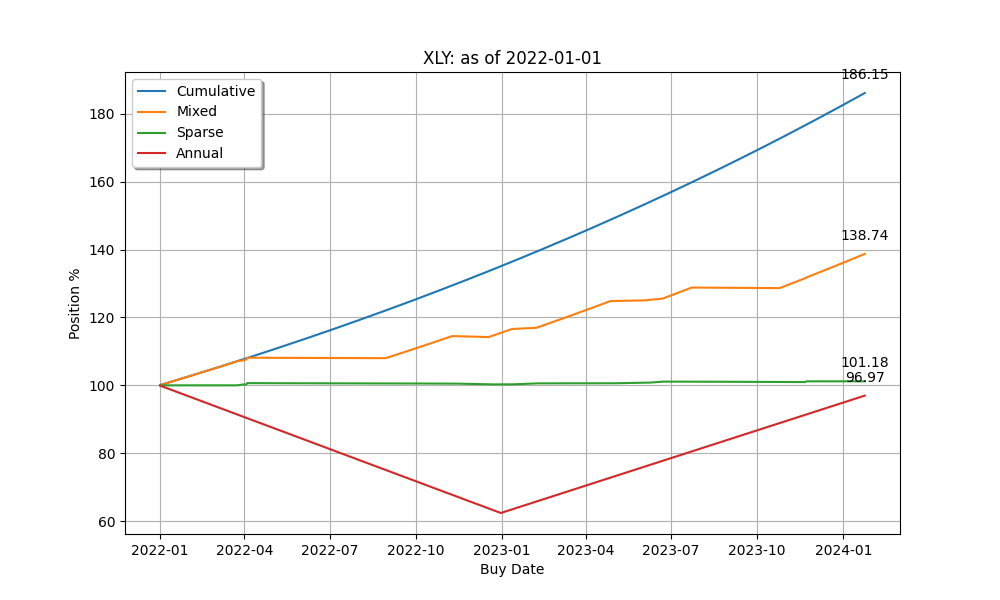 XLY: as of 2022-01-01
186.15
Cumulative
Mixed
Sparse
Annual
138.74
101.18
96.97
180
160
140
120
100
80
60
Position %
2022-01 2022-04 2022-07 2022-10 2023-01 2023-04 2023-07 2023-10 2024-01
Buy Date